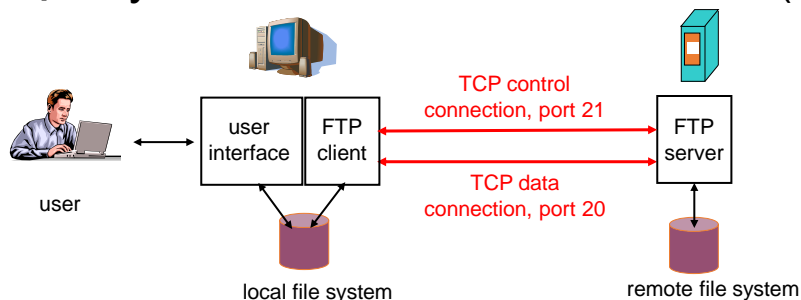 TCP control
connection, port 21
user
interface
FTP
client
FTP
server
TCP data
connection, port 20
user
local file system
remote file system